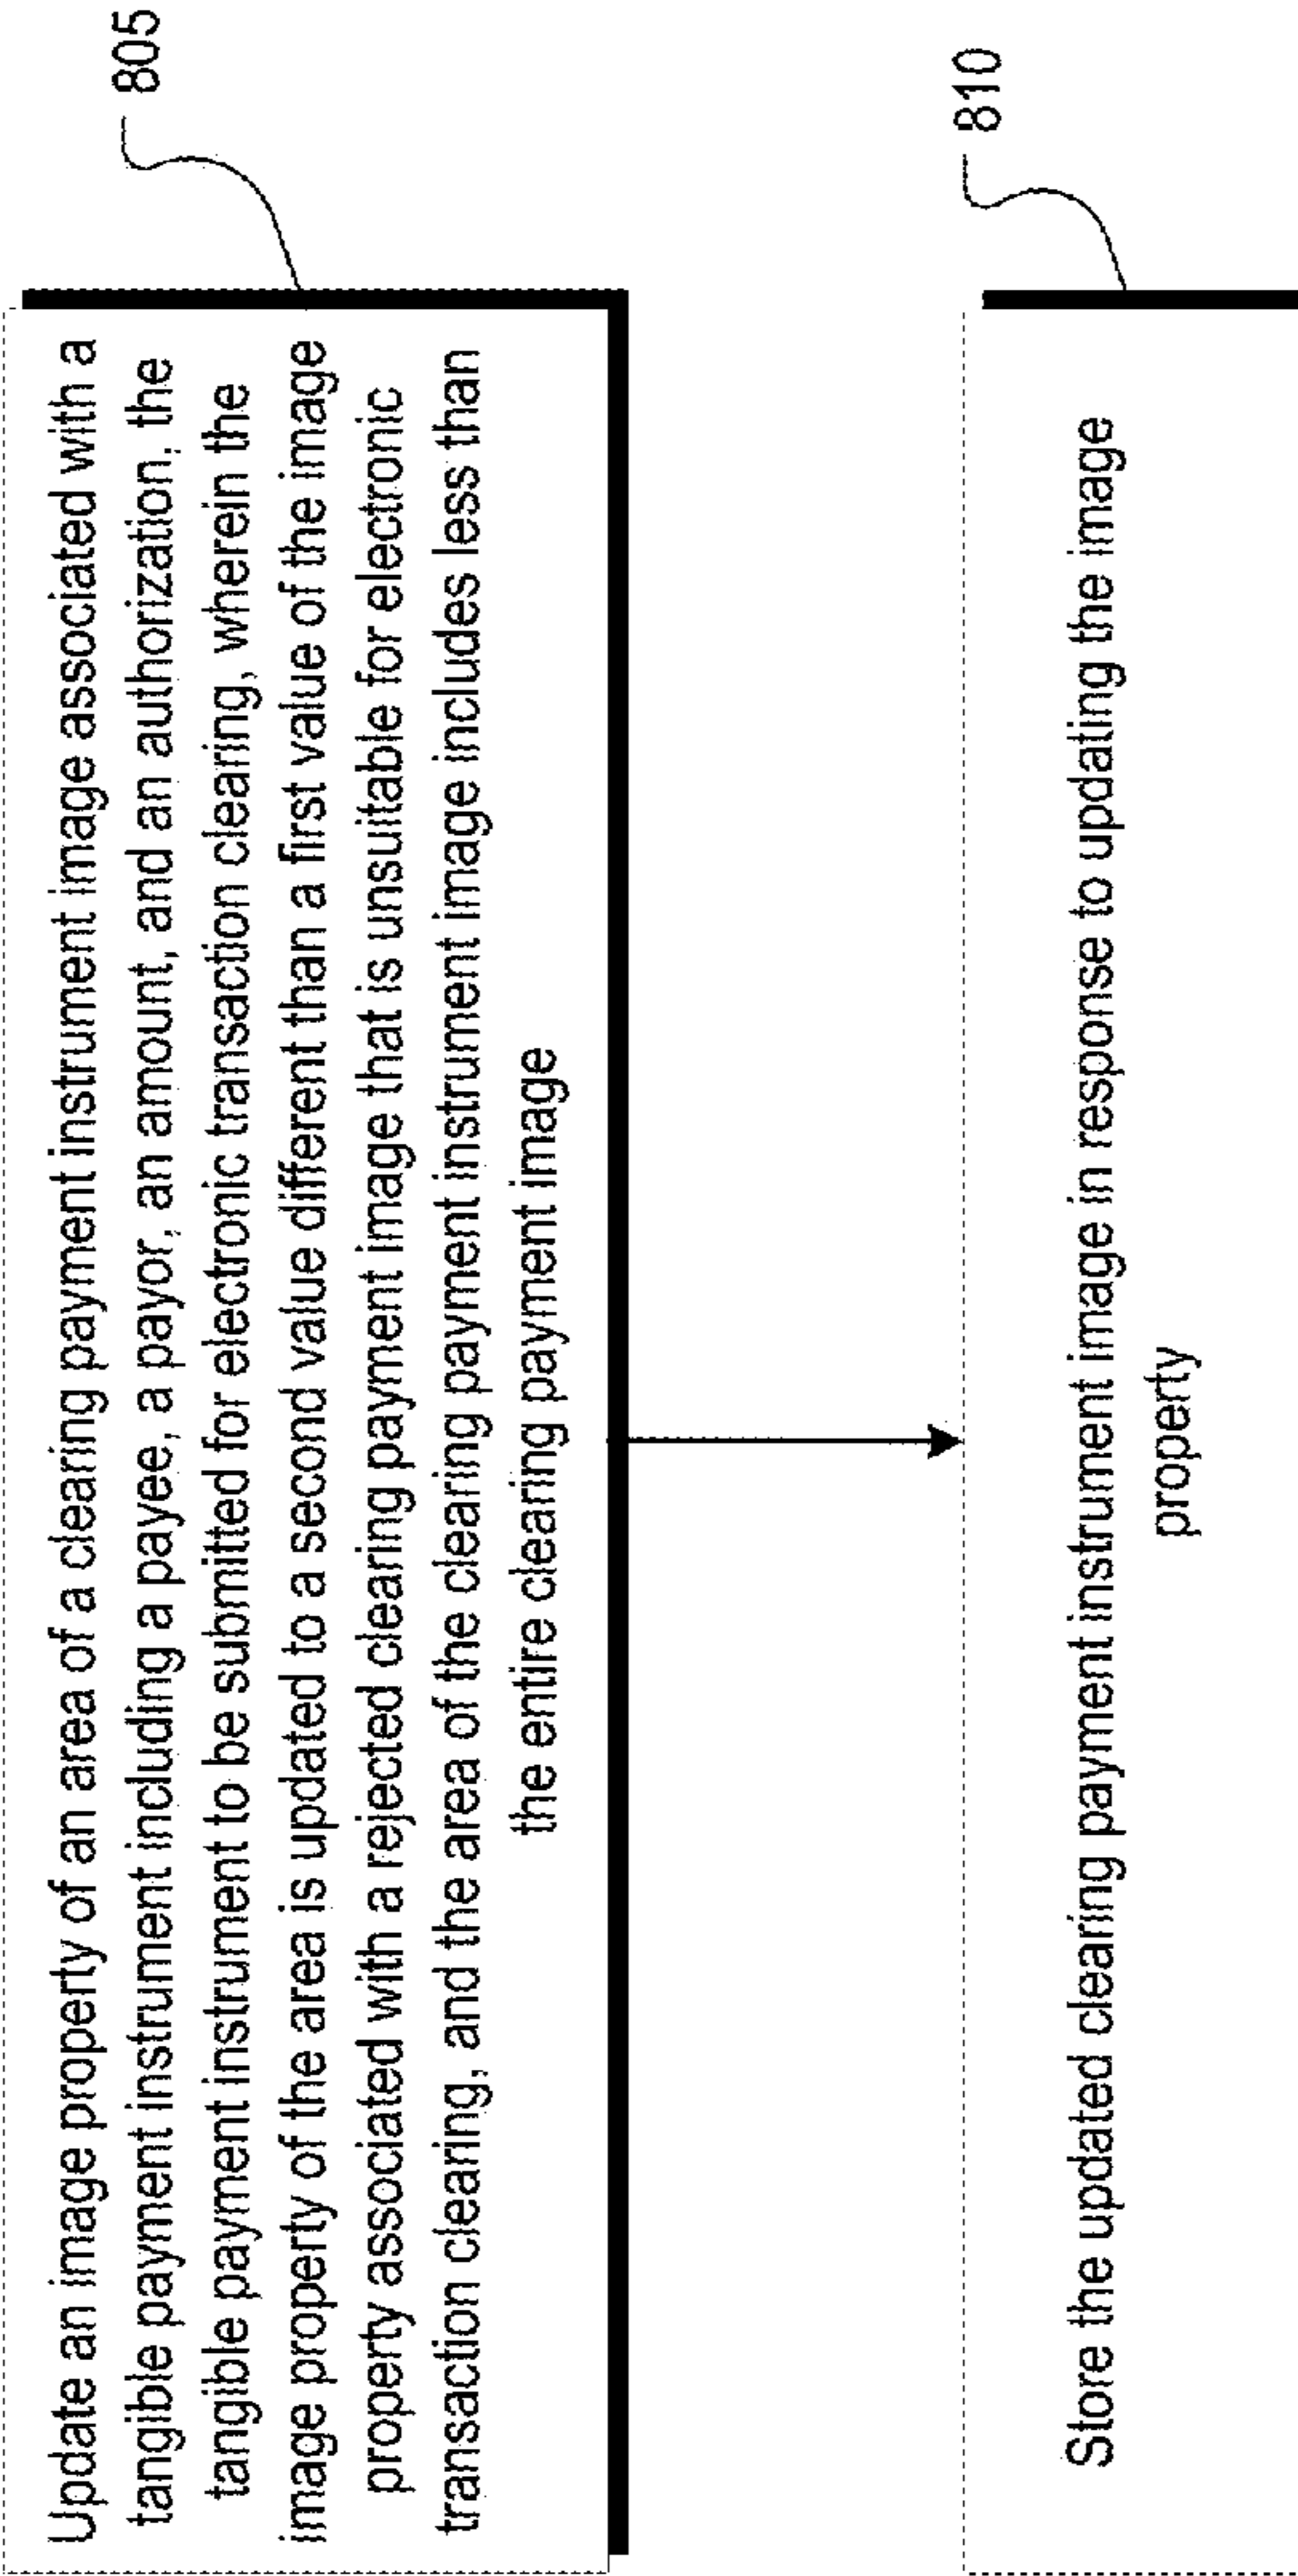 Update an image property of an area of a clearing payment instrument image associated with a
tangible payment instrument including a payee, a payor, an amount, and an authorization, the
tangible payment instrument to be submitted for electronic transaction clearing, wherein the
image property of the area is updated to a second value different than a first value of the image
property associated with a rejected clearing payment image that is unsuitable for electronic
transaction clearing, and the area of the clearing payment instrument image includes less than
the entire clearing payment image
805
Store the updated clearing payment instrument image in response to updating the image
property
810